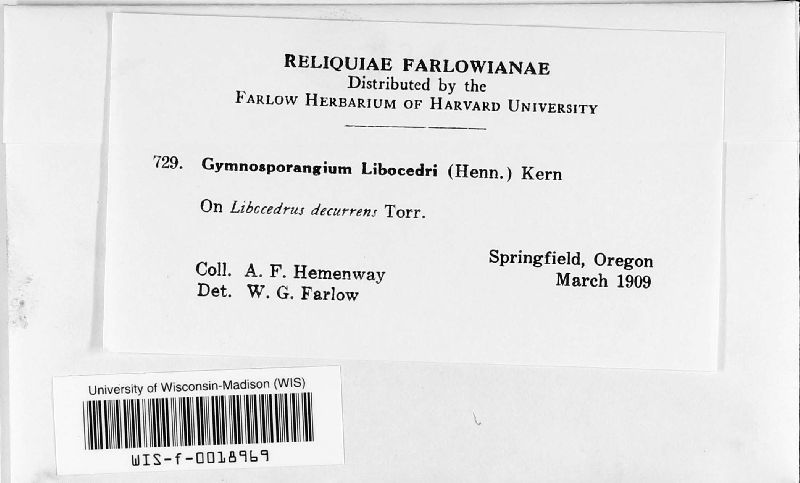 RELIQUIAE FARLOWIANAE
Distributed by the
FARLOW HERBARIUM OF HARVARD UNIVERSITY
729. Gymnosporangium Libocedri (Henn.) Kern
On Libocedrus decurrens Torr.
Springfield, Oregon
March 1909
Coll. A. F. Hemenway
Det. W. G. Farlow
University of Wisconsin-Madison (WIS)
WIS-f-0018969